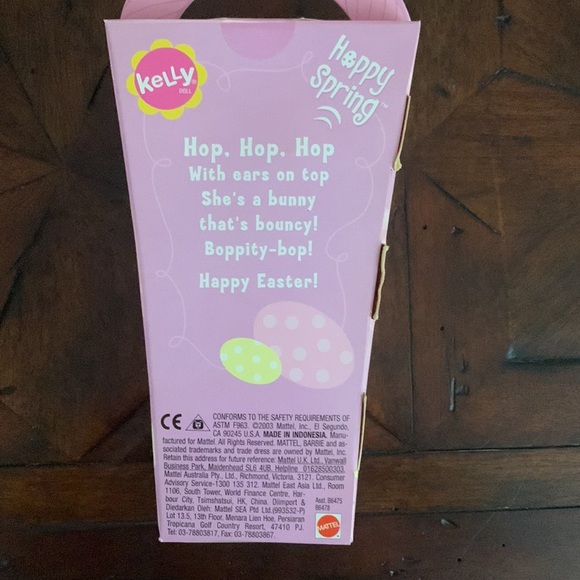 Kelly
DOLL
Hoppy
Spring™
Hop, Hop, Hop
With ears on top
She's a bunny
that's bouncy!
Boppity-bop!
Happy Easter!
CE CONFORMS TO THE SAFETY REQUIREMENTS OF
ASTM F963. ©2003 Mattel, Inc., El Segundo,
CA 90245 U.S.A. MADE IN INDONESIA. Manu-
factured for Mattel. All Rights Reserved. MATTEL, BARBIE and as-
sociated trademarks and trade dress are owned by Mattel, Inc.
Retain this address for future reference: Mattel U.K. Ltd., Vanwall
Business Park, Maidenhead SL6 4UB. Helpline 01628500303.
Mattel Australia Pty., Ltd., Richmond, Victoria. 3121. Consumer
Advisory Service-1300 135 312. Mattel East Asia Ltd., Room
1106, South Tower, World Finance Centre, Har-
bour City, Tsimshatsui, HK, China. Diimport &
Diedarkan Oleh: Mattel SEA Ptd Ltd.(993532-P)
Lot 13.5, 13th Floor, Menara Lien Hoe, Persiaran
Tropicana Golf Country Resort, 47410 PJ.
Tel: 03-78803817, Fax: 03-78803867.
Asst. B6475
B6478
MATTEL